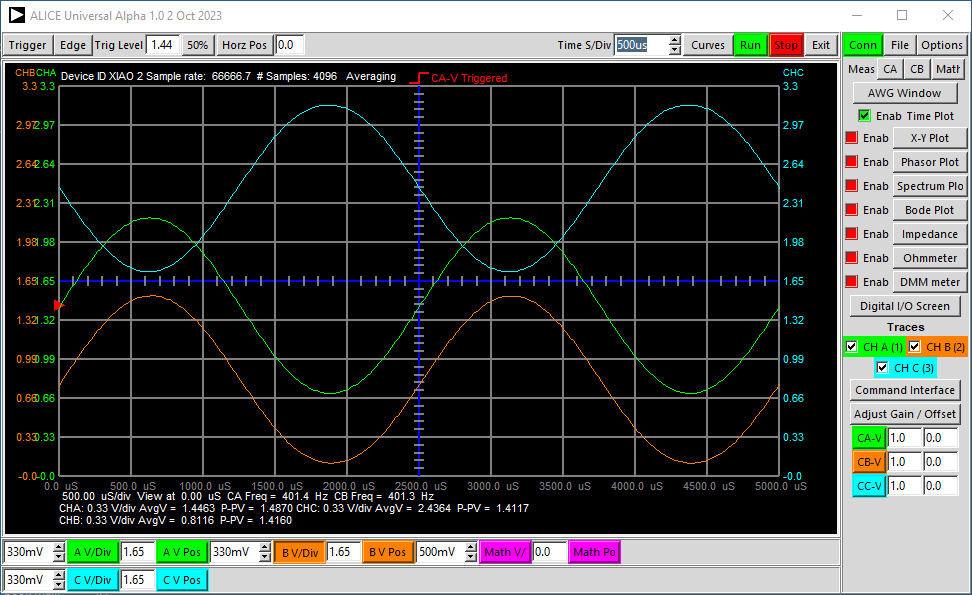 ALICE Universal Alpha 1.0 2 Oct 2023
Trigger Edge Trig Level 1.44 50% Horz Pos 0.0 Time S/Div 500us Curves Run Stop Exit Conn File Options
Meas CA CB Math
AWG Window
Enab Time Plot
Enab X-Y Plot
Enab Phasor Plot
Enab Spectrum Plo
Enab Bode Plot
Enab Impedance
Enab Ohmmeter
Enab DMM meter
Digital I/O Screen
Traces
CH A (1) CH B (2)
CH C (3)
Command Interface
Adjust Gain / Offset
CA-V 1.0 0.0
CB-V 1.0 0.0
CC-V 1.0 0.0
CHB CHA Device ID XIAO 2 Sample rate: 66666.7 # Samples: 4096 Averaging CA-V Triggered CHC
3.3 3.3 3.3
2.97 2.97 2.97
2.64 2.64 2.64
2.31 2.31 2.31
1.98 1.98 1.98
1.65 1.65 1.65
1.32 1.32 1.32
0.99 0.99 0.99
0.66 0.66 0.66
0.33 0.33 0.33
-0.0 -0.0 -0.0
0.0 uS 500.0 uS 1000.0 uS 1500.0 uS 2000.0 uS 2500.0 uS 3000.0 uS 3500.0 uS 4000.0 uS 4500.0 uS 5000.0 uS
500.00 uS/div View at 0.00 uS CA Freq = 401.4 Hz CB Freq = 401.3 Hz
CHA: 0.33 V/div AvgV = 1.4463 P-PV = 1.4870 CHC: 0.33 V/div AvgV = 2.4364 P-PV = 1.4117
CHB: 0.33 V/div AvgV = 0.8116 P-PV = 1.4160
330mV A V/Div 1.65 A V Pos 330mV B V/Div 1.65 B V Pos 500mV Math V/ 0.0 Math Po
330mV C V/Div 1.65 C V Pos